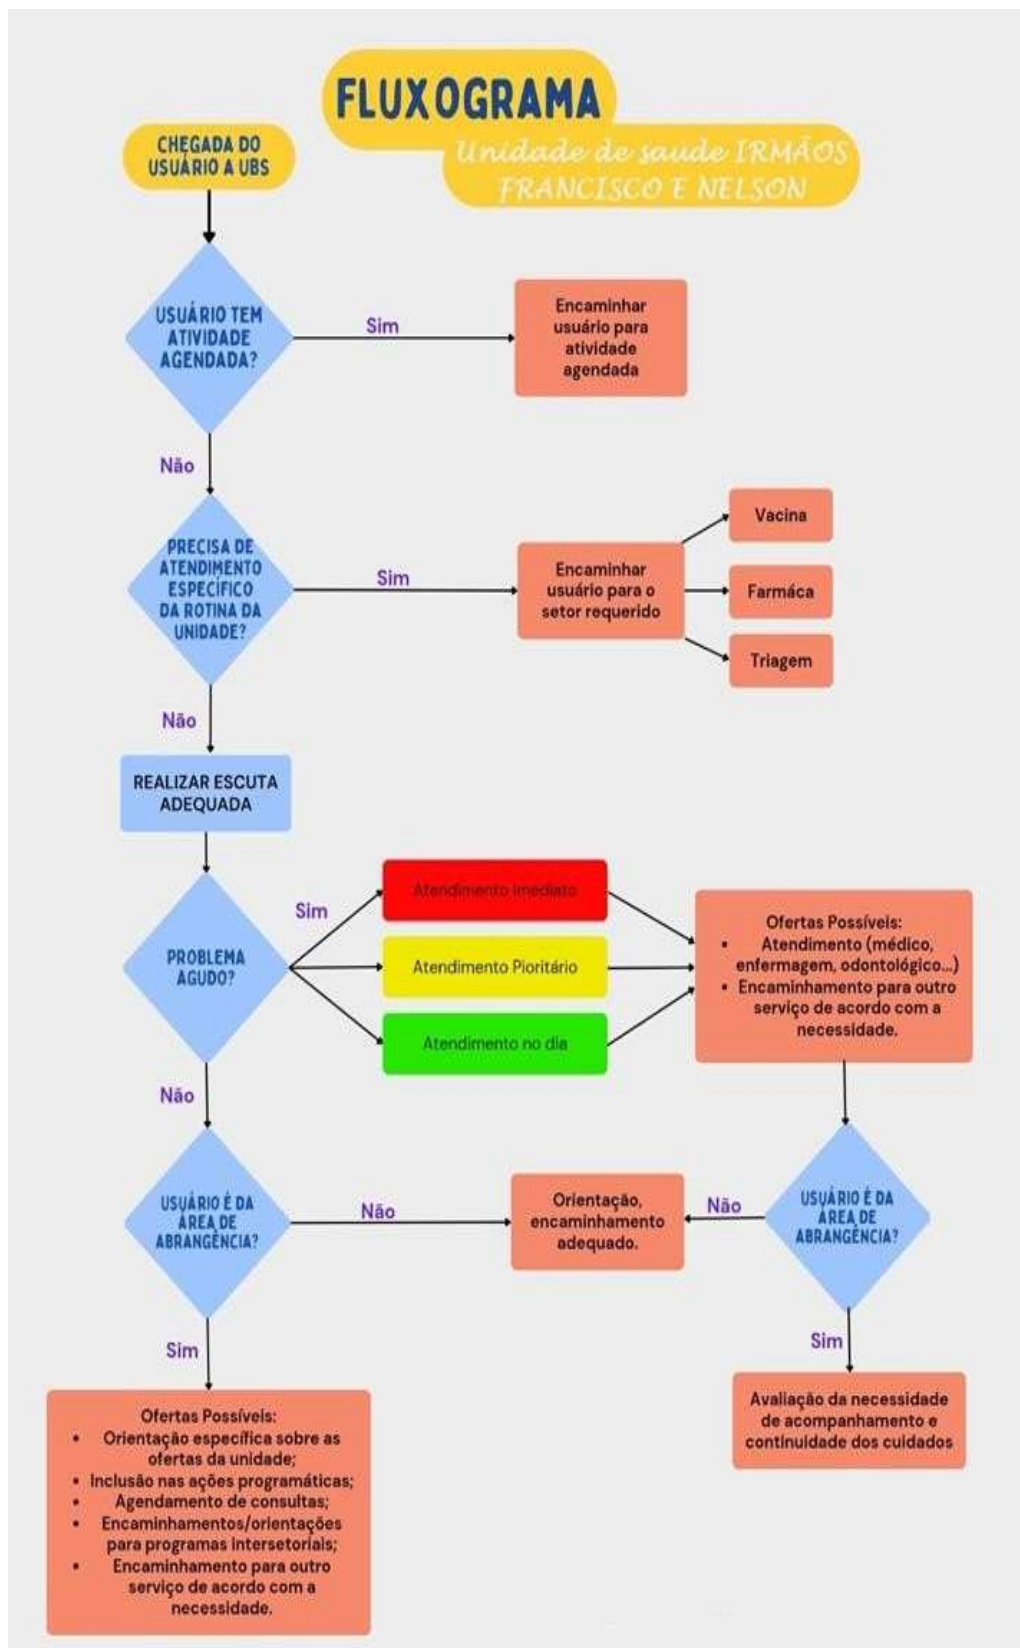 FLUXOGRAMA
Unidade de saude IRMÃOS
FRANCISCO E NELSON
CHEGADA DO
USUÁRIO A UBS
USUÁRIO TEM
ATIVIDADE
AGENDADA?
Sim
Encaminhar
usuário para
atividade
agendada
Não
PRECISA DE
ATENDIMENTO
ESPECÍFICO
DA ROTINA DA
UNIDADE?
Sim
Encaminhar
usuário para o
setor requerido
Vacina
Farmáca
Triagem
Não
REALIZAR ESCUTA
ADEQUADA
PROBLEMA
AGUDO?
Sim
Atendimento Imediato
Atendimento Pioritário
Atendimento no dia
Ofertas Possíveis:
• Atendimento (médico,
enfermagem, odontológico...)
• Encaminhamento para outro
serviço de acordo com a
necessidade.
Não
USUÁRIO É DA
ÁREA DE
ABRANGÊNCIA?
Não
Orientação,
encaminhamento
adequado.
Não
USUÁRIO É DA
ÁREA DE
ABRANGÊNCIA?
Sim
Ofertas Possíveis:
• Orientação específica sobre as
ofertas da unidade;
• Inclusão nas ações programáticas;
• Agendamento de consultas;
• Encaminhamentos/orientações
para programas intersetoriais;
• Encaminhamento para outro
serviço de acordo com a
necessidade.
Sim
Avaliação da necessidade
de acompanhamento e
continuidade dos cuidados